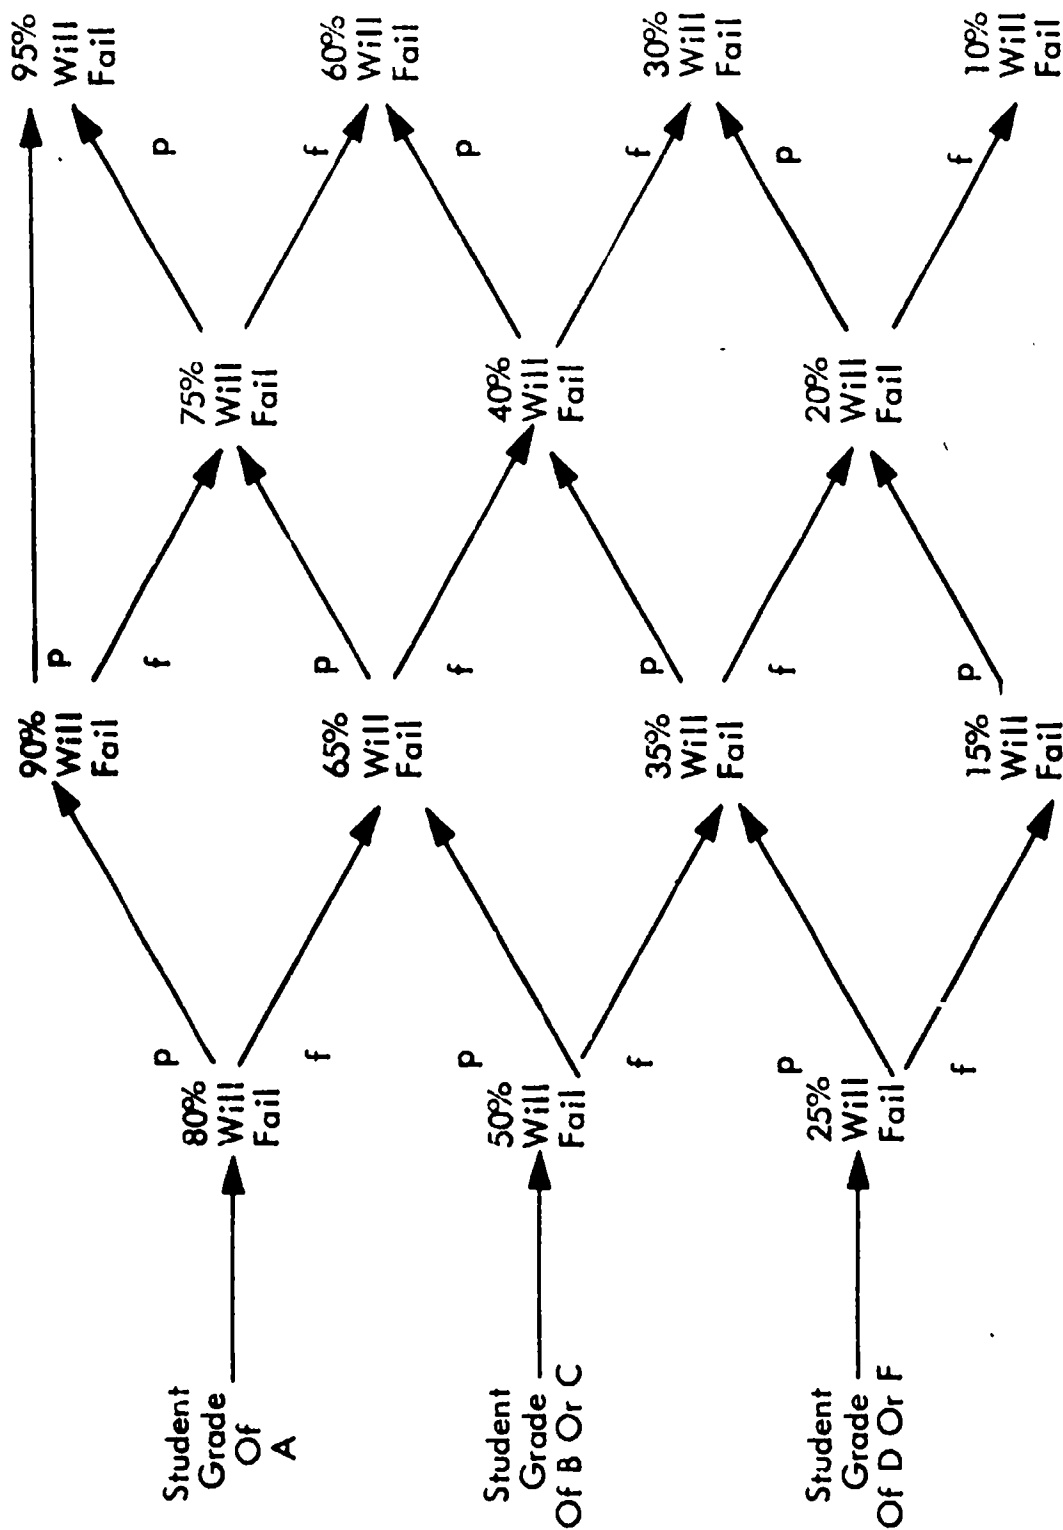 Student
Grade
Of
A
Student
Grade
Of B Or C
Student
Grade
Of D Or F
80%
Will
Fail
p
f
50%
Will
Fail
p
f
25%
Will
Fail
p
f
90%
Will
Fail
p
f
65%
Will
Fail
p
f
35%
Will
Fail
p
f
15%
Will
Fail
p
75%
Will
Fail
p
f
40%
Will
Fail
p
f
20%
Will
Fail
p
f
95%
Will
Fail
60%
Will
Fail
30%
Will
Fail
10%
Will
Fail